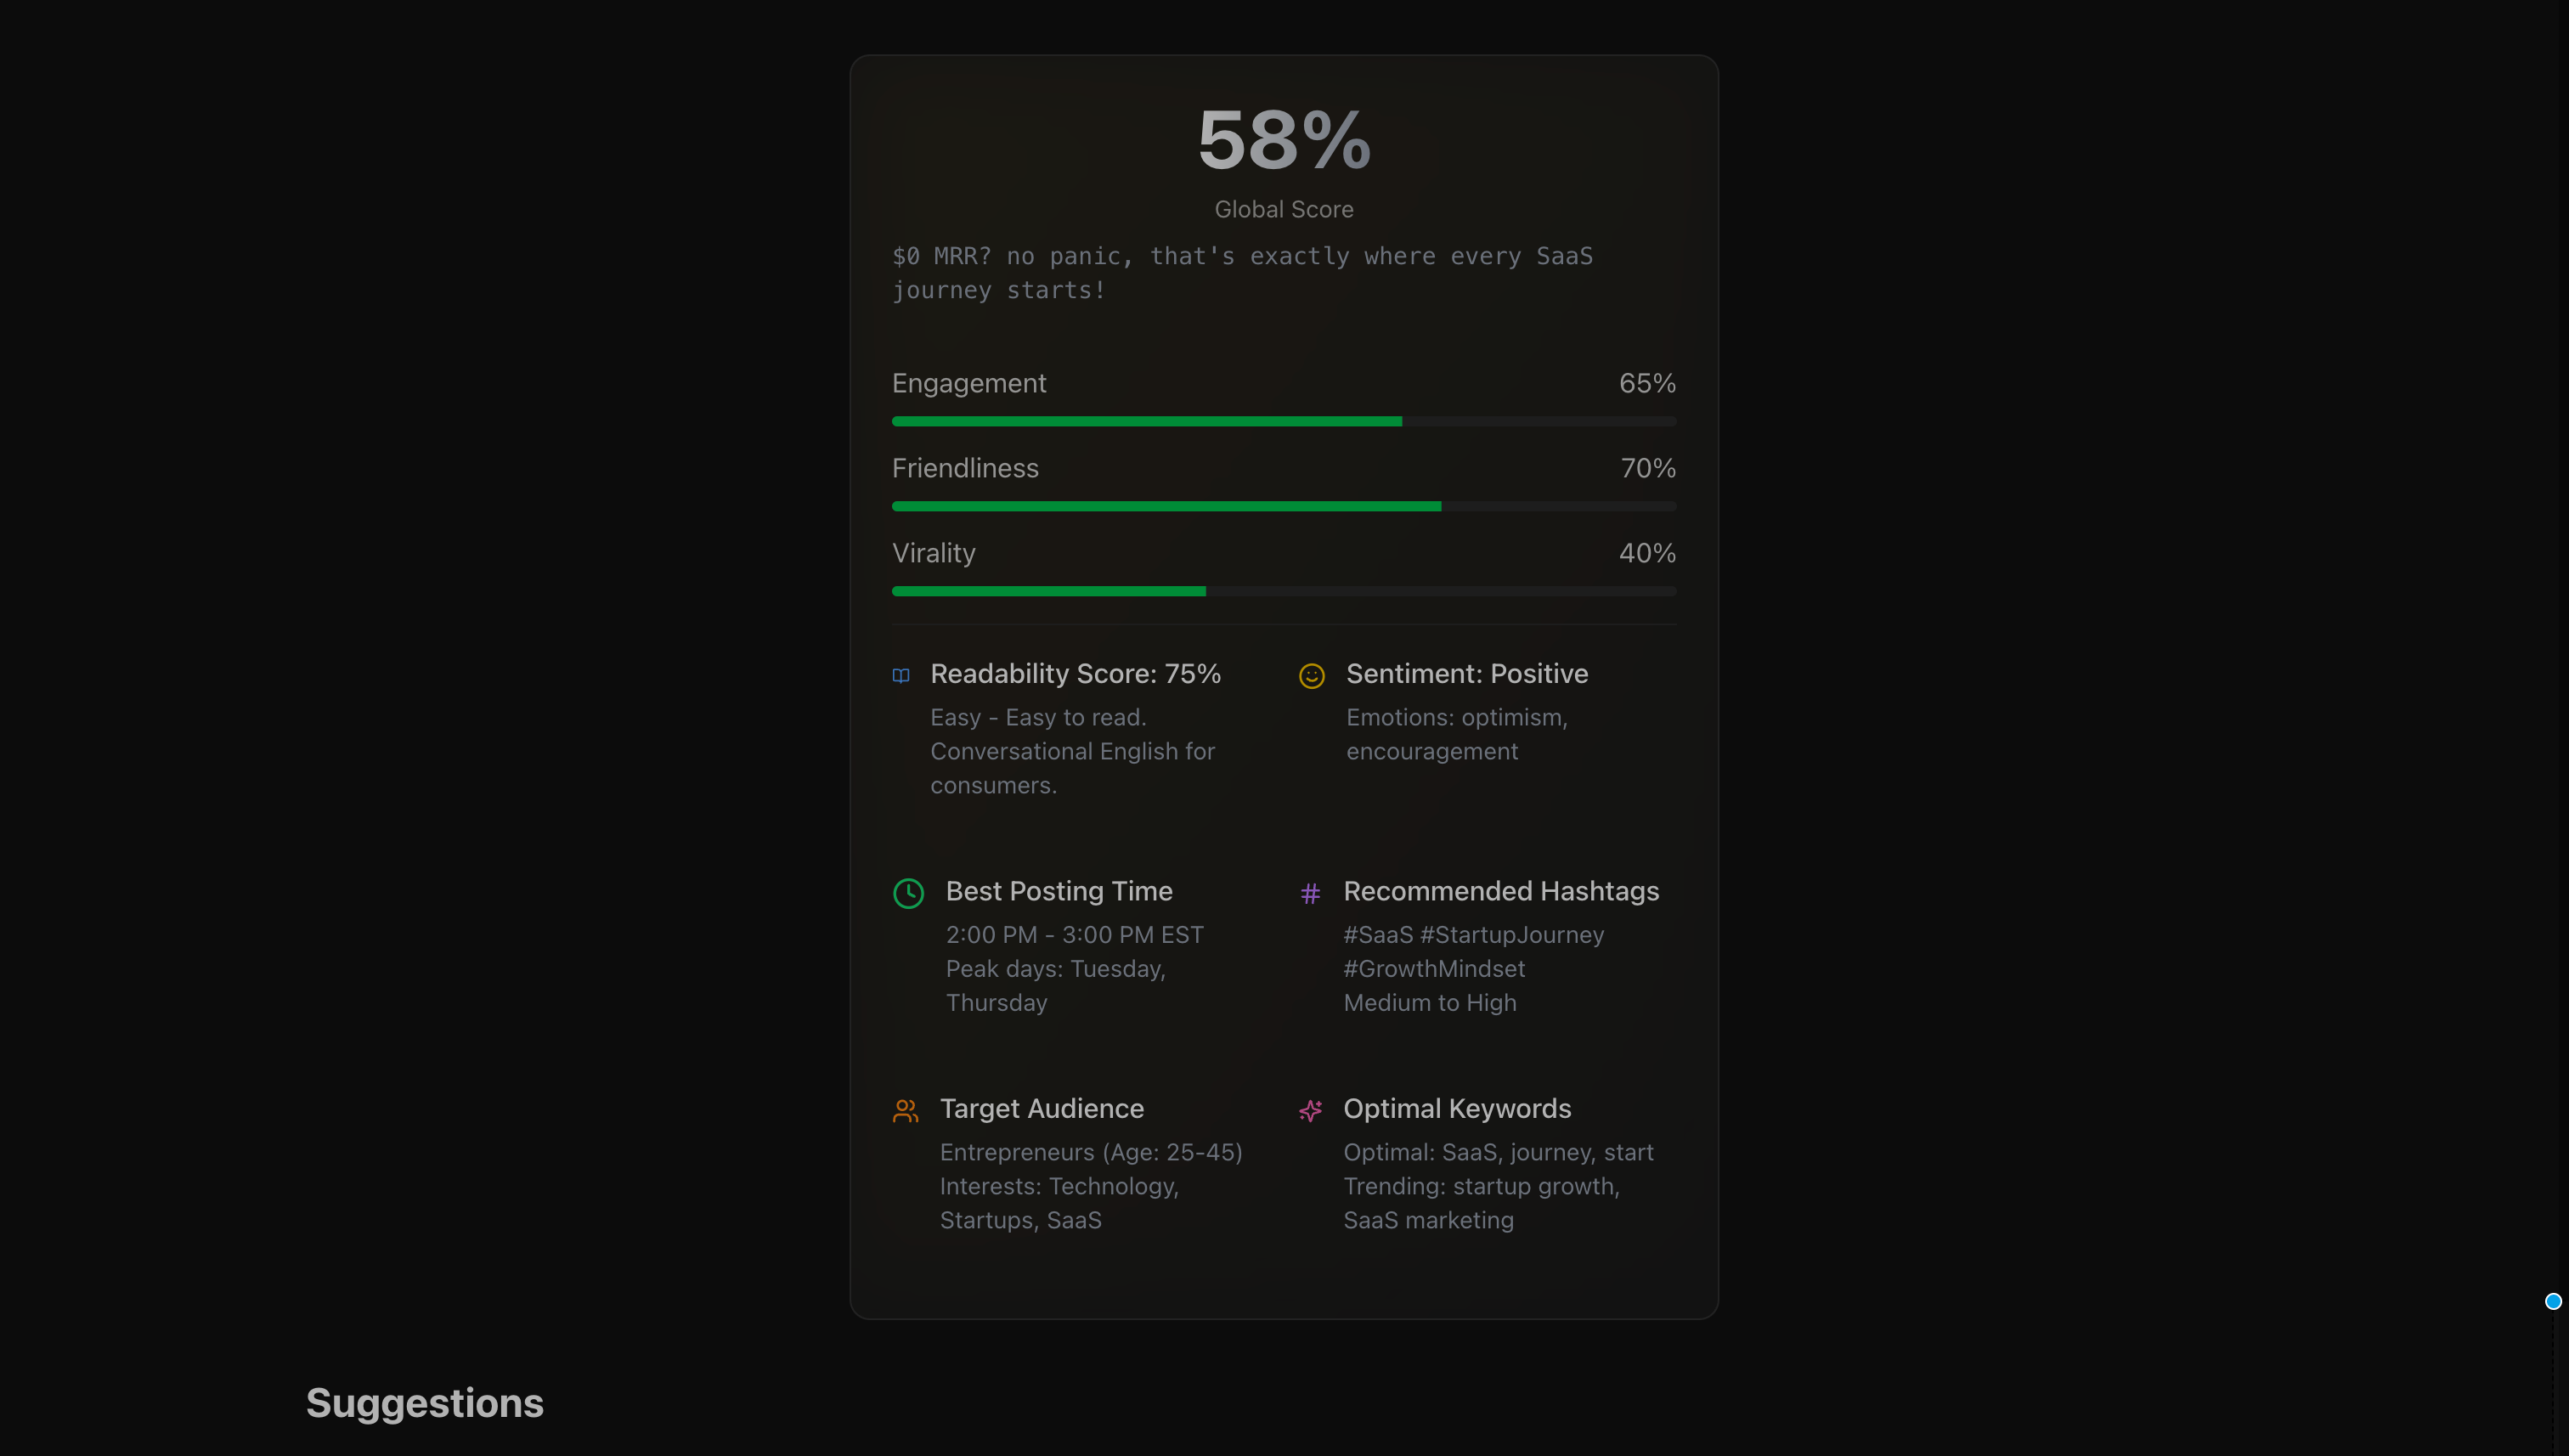 58%
Global Score
$0 MRR? no panic, that's exactly where every SaaS
journey starts!
Engagement 65%
Friendliness 70%
Virality 40%
Readability Score: 75%
Easy - Easy to read.
Conversational English for
consumers.
Sentiment: Positive
Emotions: optimism,
encouragement
Best Posting Time
2:00 PM - 3:00 PM EST
Peak days: Tuesday,
Thursday
Recommended Hashtags
#SaaS #StartupJourney
#GrowthMindset
Medium to High
Target Audience
Entrepreneurs (Age: 25-45)
Interests: Technology,
Startups, SaaS
Optimal Keywords
Optimal: SaaS, journey, start
Trending: startup growth,
SaaS marketing
Suggestions